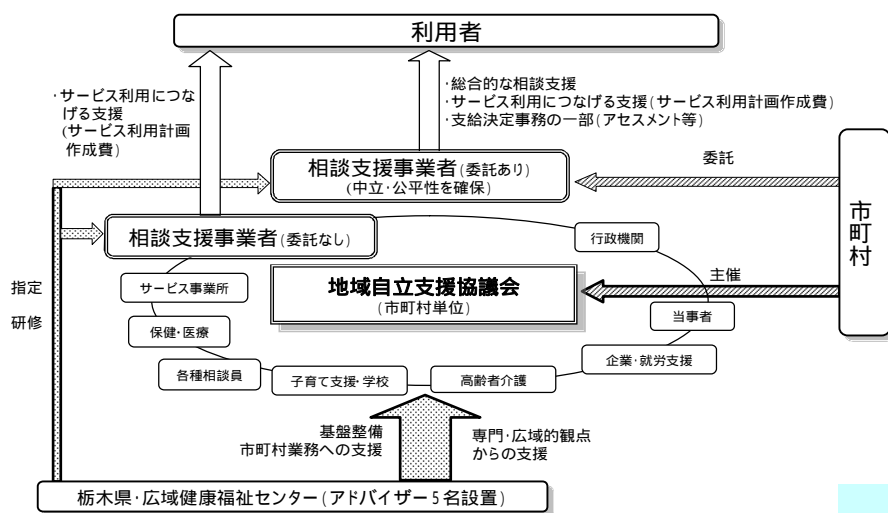 利用者
・サービス利用につな
げる支援
(サービス利用計画
作成費)
・総合的な相談支援
・サービス利用につなげる支援(サービス利用計画作成費)
・支給決定事務の一部(アセスメント等)
相談支援事業者(委託あり)
(中立・公平性を確保)
委託
市町村
相談支援事業者(委託なし)
行政機関
指定
研修
サービス事業所
地域自立支援協議会
(市町村単位)
主催
当事者
保健・医療
企業・就労支援
各種相談員
子育て支援・学校
高齢者介護
基盤整備
市町村業務への支援
専門・広域的観点
からの支援
栃木県・広域健康福祉センター(アドバイザー5名設置)